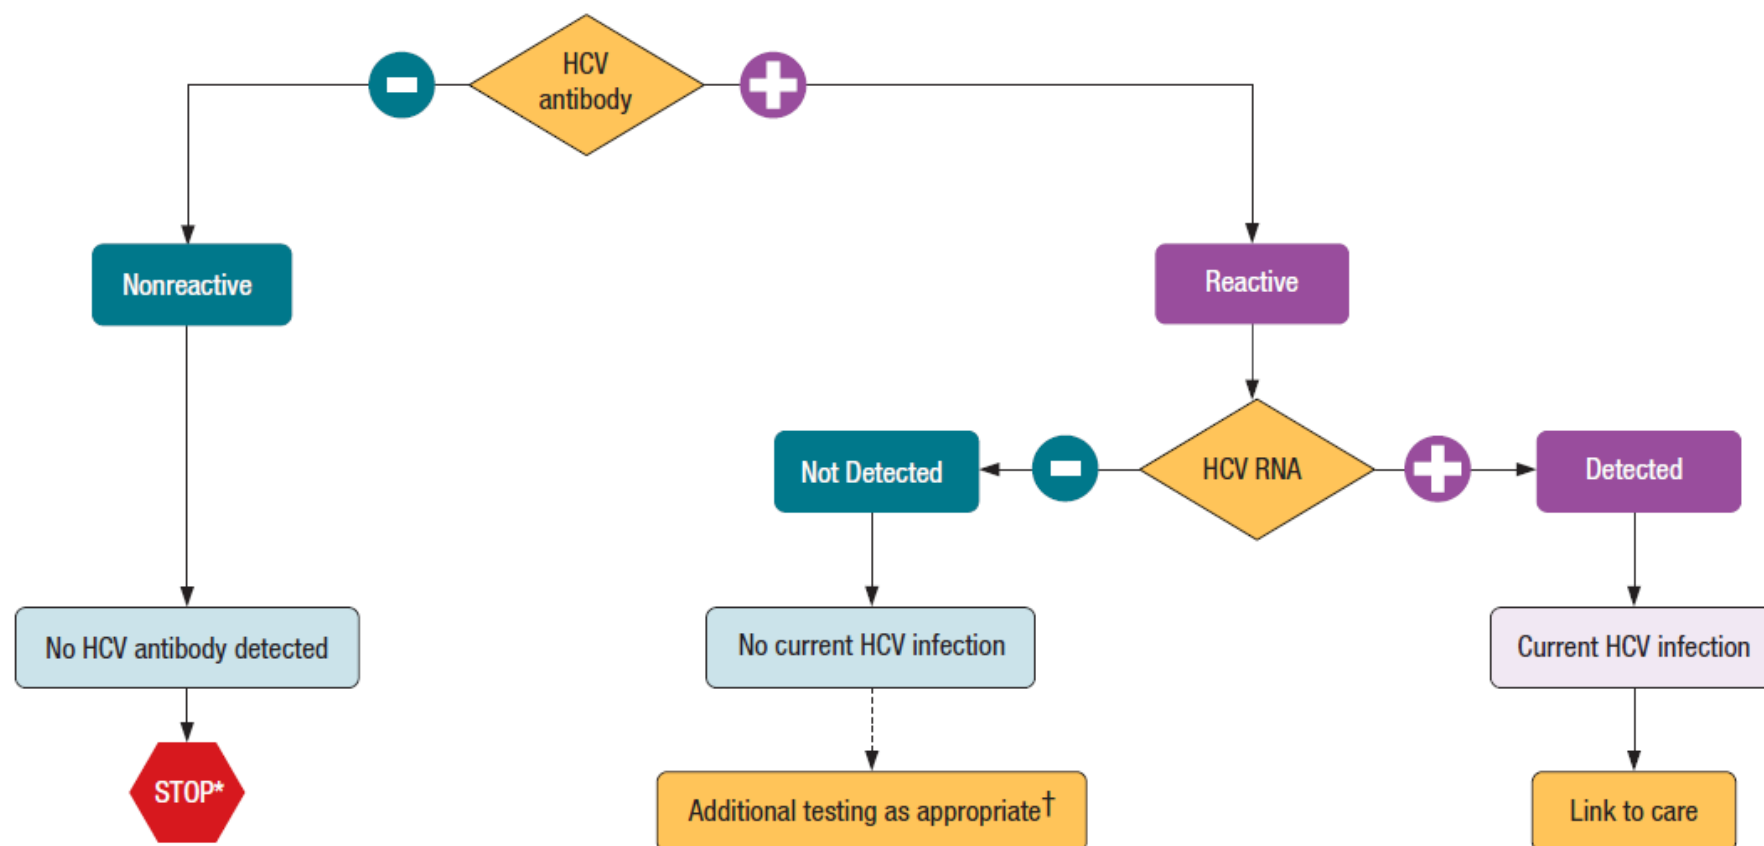 HCV
antibody
Nonreactive
Reactive
Not Detected
HCV RNA
Detected
No HCV antibody detected
No current HCV infection
Current HCV infection
STOP*
Additional testing as appropriate†
Link to care